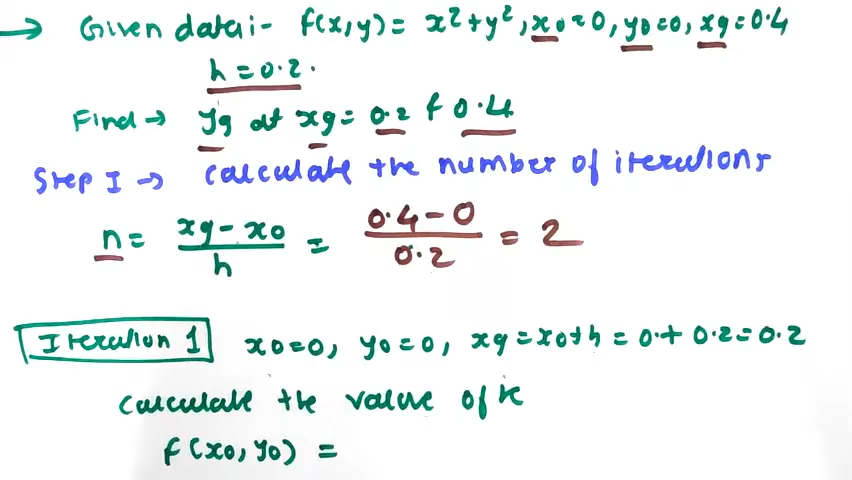 → Given data:- f(x,y) = x² + y², x0 = 0, y0 = 0, xg = 0.4
h = 0.2.
Find → yg at xg = 0.2 f 0.4
Step I → Calculate the number of iterations
n = xg - x0 / h = 0.4 - 0 / 0.2 = 2
Iteration 1 x0 = 0, y0 = 0, xg = x0 + h = 0 + 0.2 = 0.2
Calculate the value of k
f(x0, y0) =